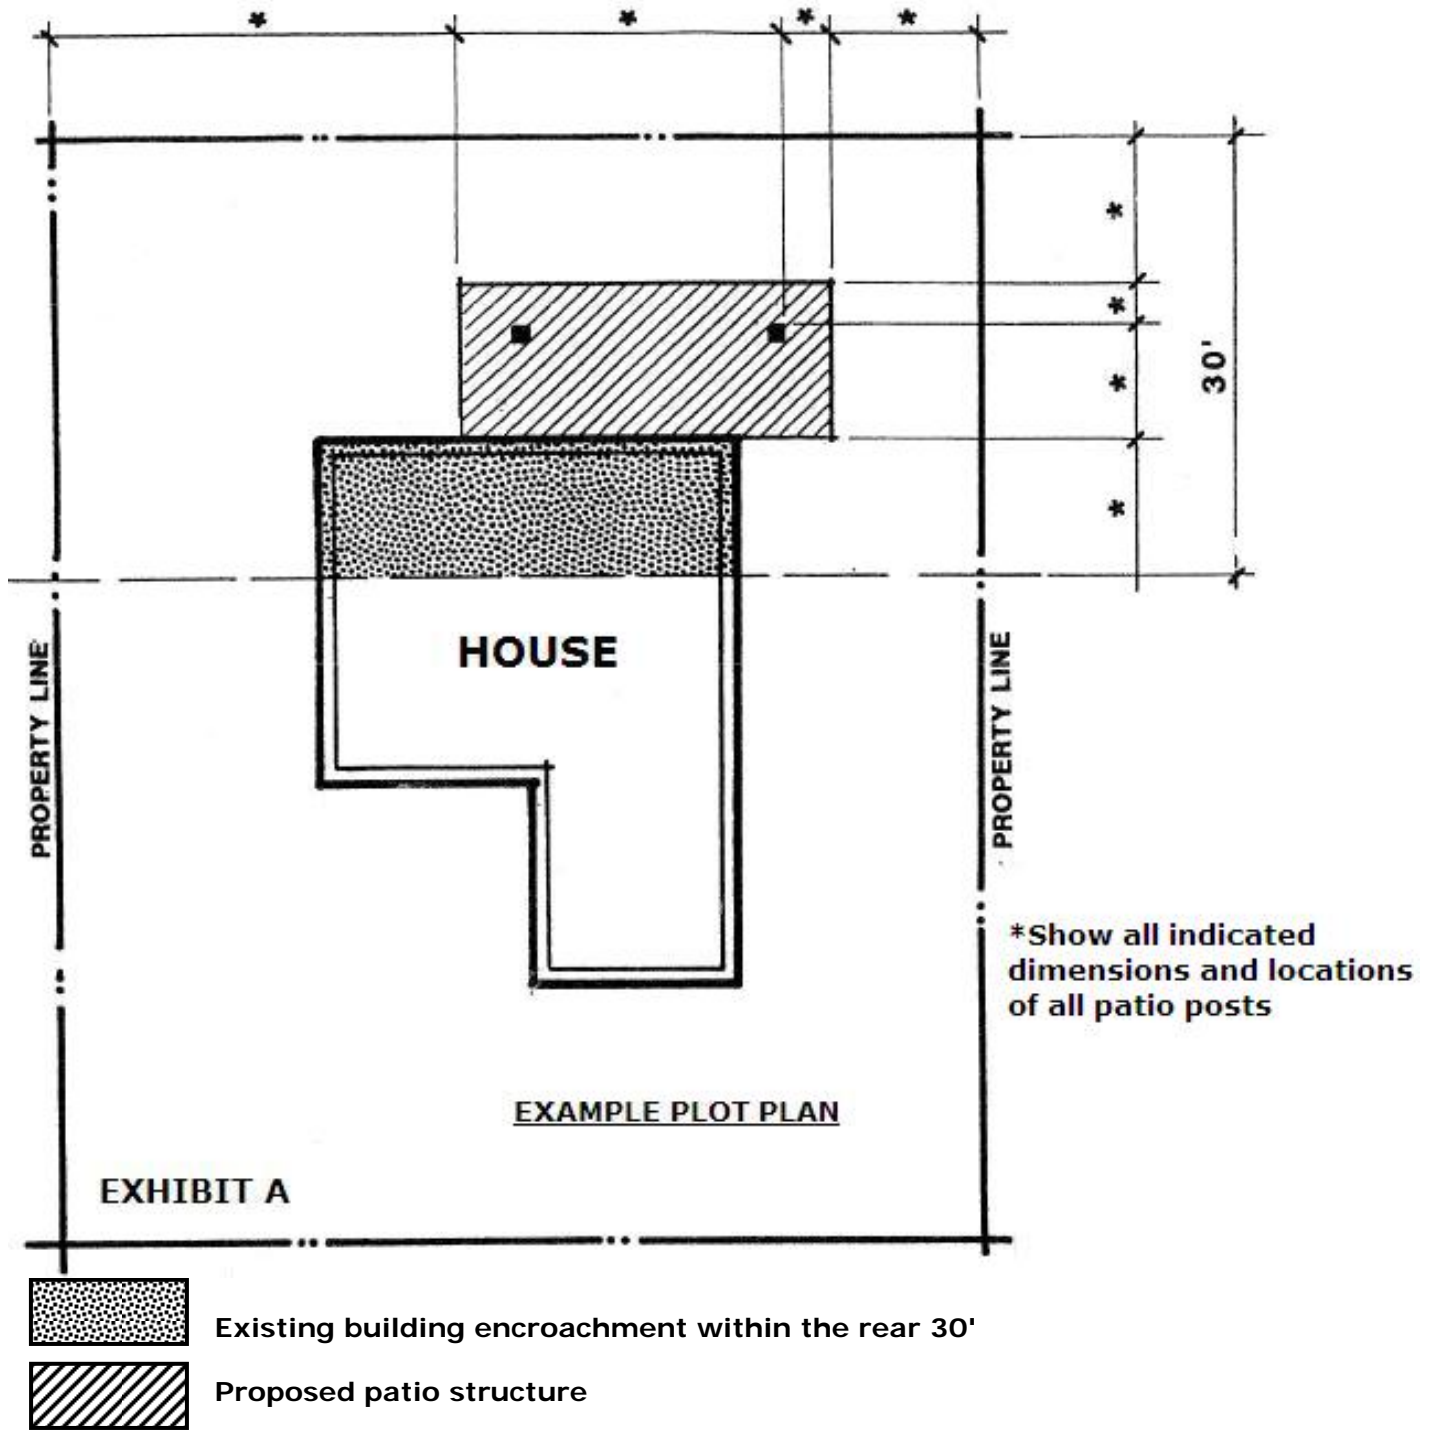 * * * *
*
*
30'
*
*
HOUSE
PROPERTY LINE
PROPERTY LINE
*Show all indicated
dimensions and locations
of all patio posts
EXAMPLE PLOT PLAN
EXHIBIT A
Existing building encroachment within the rear 30'
Proposed patio structure